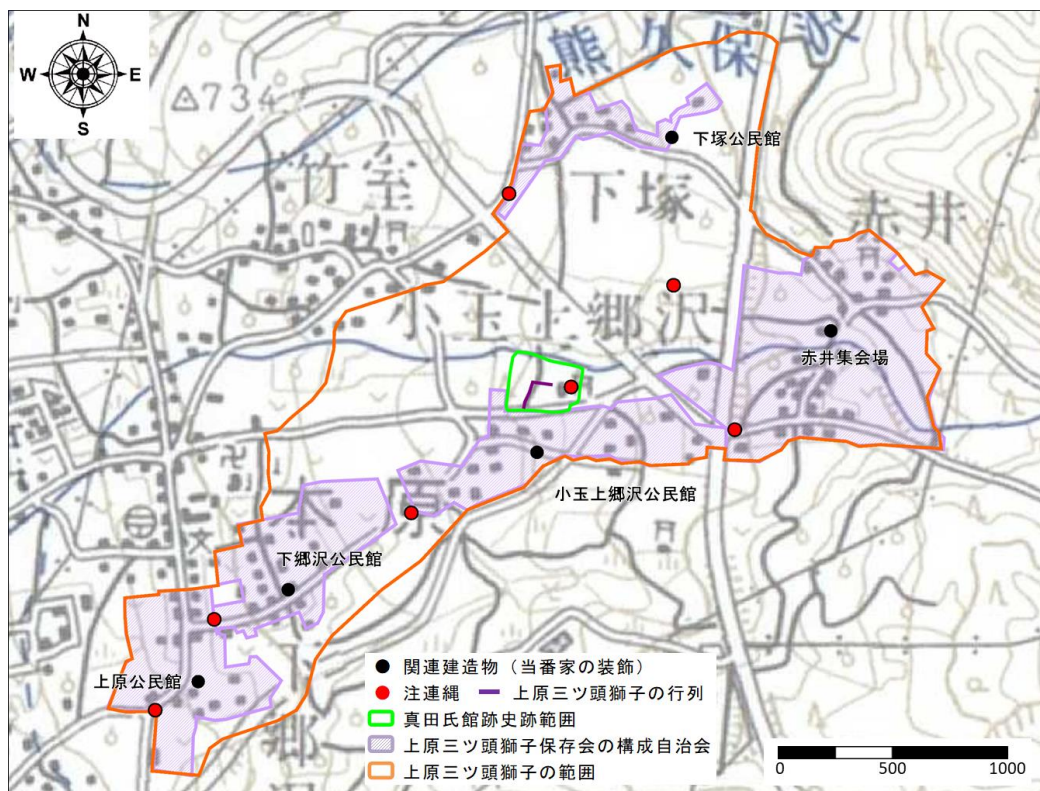 N
W E
S
△734
熊久保沢
下塚公民館
竹室
下塚
赤井
小玉上郷沢
赤井集会場
小玉上郷沢公民館
本原
下郷沢公民館
上原公民館
● 関連建造物（当番家の装飾）
● 注連縄 上原三ツ頭獅子の行列
真田氏館跡史跡範囲
上原三ツ頭獅子保存会の構成自治会
上原三ツ頭獅子の範囲
0 500 1000